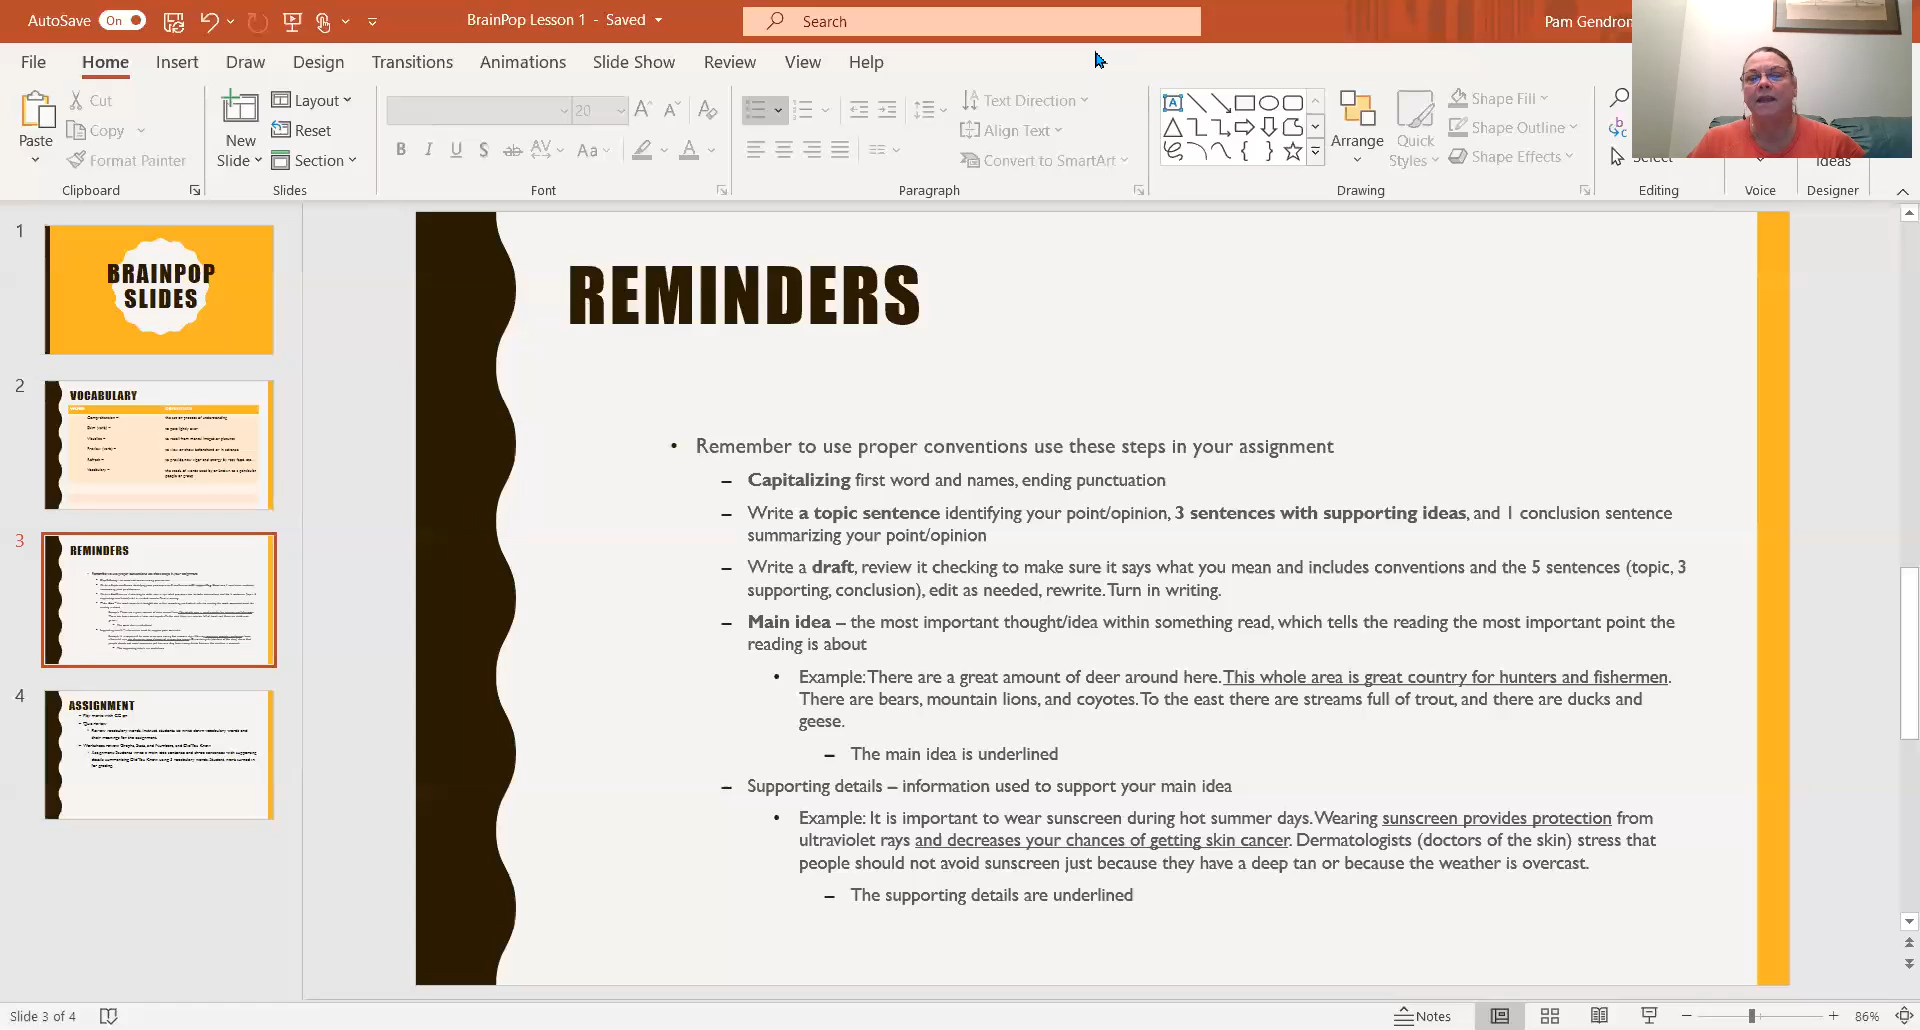 AutoSave On
BrainPop Lesson 1 - Saved
Search
Pam Gendron
File Home Insert Draw Design Transitions Animations Slide Show Review View Help
Paste
Cut
Copy
Format Painter
Clipboard
New
Slide
Layout
Reset
Section
Slides
20
Font
Text Direction
Align Text
Convert to SmartArt
Paragraph
Arrange
Quick
Styles
Shape Fill
Shape Outline
Shape Effects
Drawing
Select
Editing
Voice
Ideas
Designer
1
BRAINPOP
SLIDES
2
VOCABULARY
3
REMINDERS
4
ASSIGNMENT
REMINDERS
• Remember to use proper conventions use these steps in your assignment
– Capitalizing first word and names, ending punctuation
– Write a topic sentence identifying your point/opinion, 3 sentences with supporting ideas, and 1 conclusion sentence
summarizing your point/opinion
– Write a draft, review it checking to make sure it says what you mean and includes conventions and the 5 sentences (topic, 3
supporting, conclusion), edit as needed, rewrite. Turn in writing.
– Main idea – the most important thought/idea within something read, which tells the reading the most important point the
reading is about
• Example: There are a great amount of deer around here. This whole area is great country for hunters and fishermen.
There are bears, mountain lions, and coyotes. To the east there are streams full of trout, and there are ducks and
geese.
– The main idea is underlined
– Supporting details – information used to support your main idea
• Example: It is important to wear sunscreen during hot summer days. Wearing sunscreen provides protection from
ultraviolet rays and decreases your chances of getting skin cancer. Dermatologists (doctors of the skin) stress that
people should not avoid sunscreen just because they have a deep tan or because the weather is overcast.
– The supporting details are underlined
Slide 3 of 4
Notes
86%